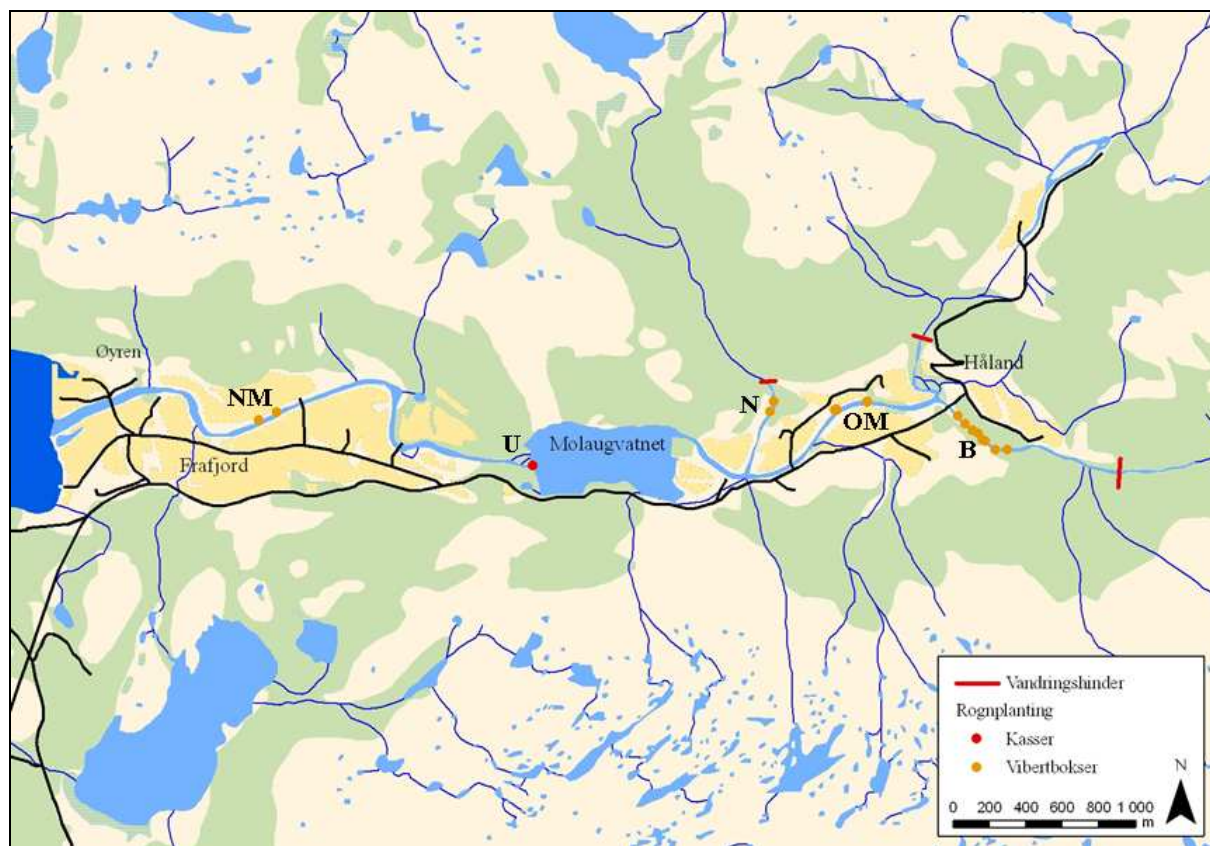 Øyren
NM
Frafjord
U
Molaugvatnet
N
OM
Håland
B
Vandringshinder
Rognplanting
Kasser
Vibertbokser
N
0 200 400 600 800 1 000
m